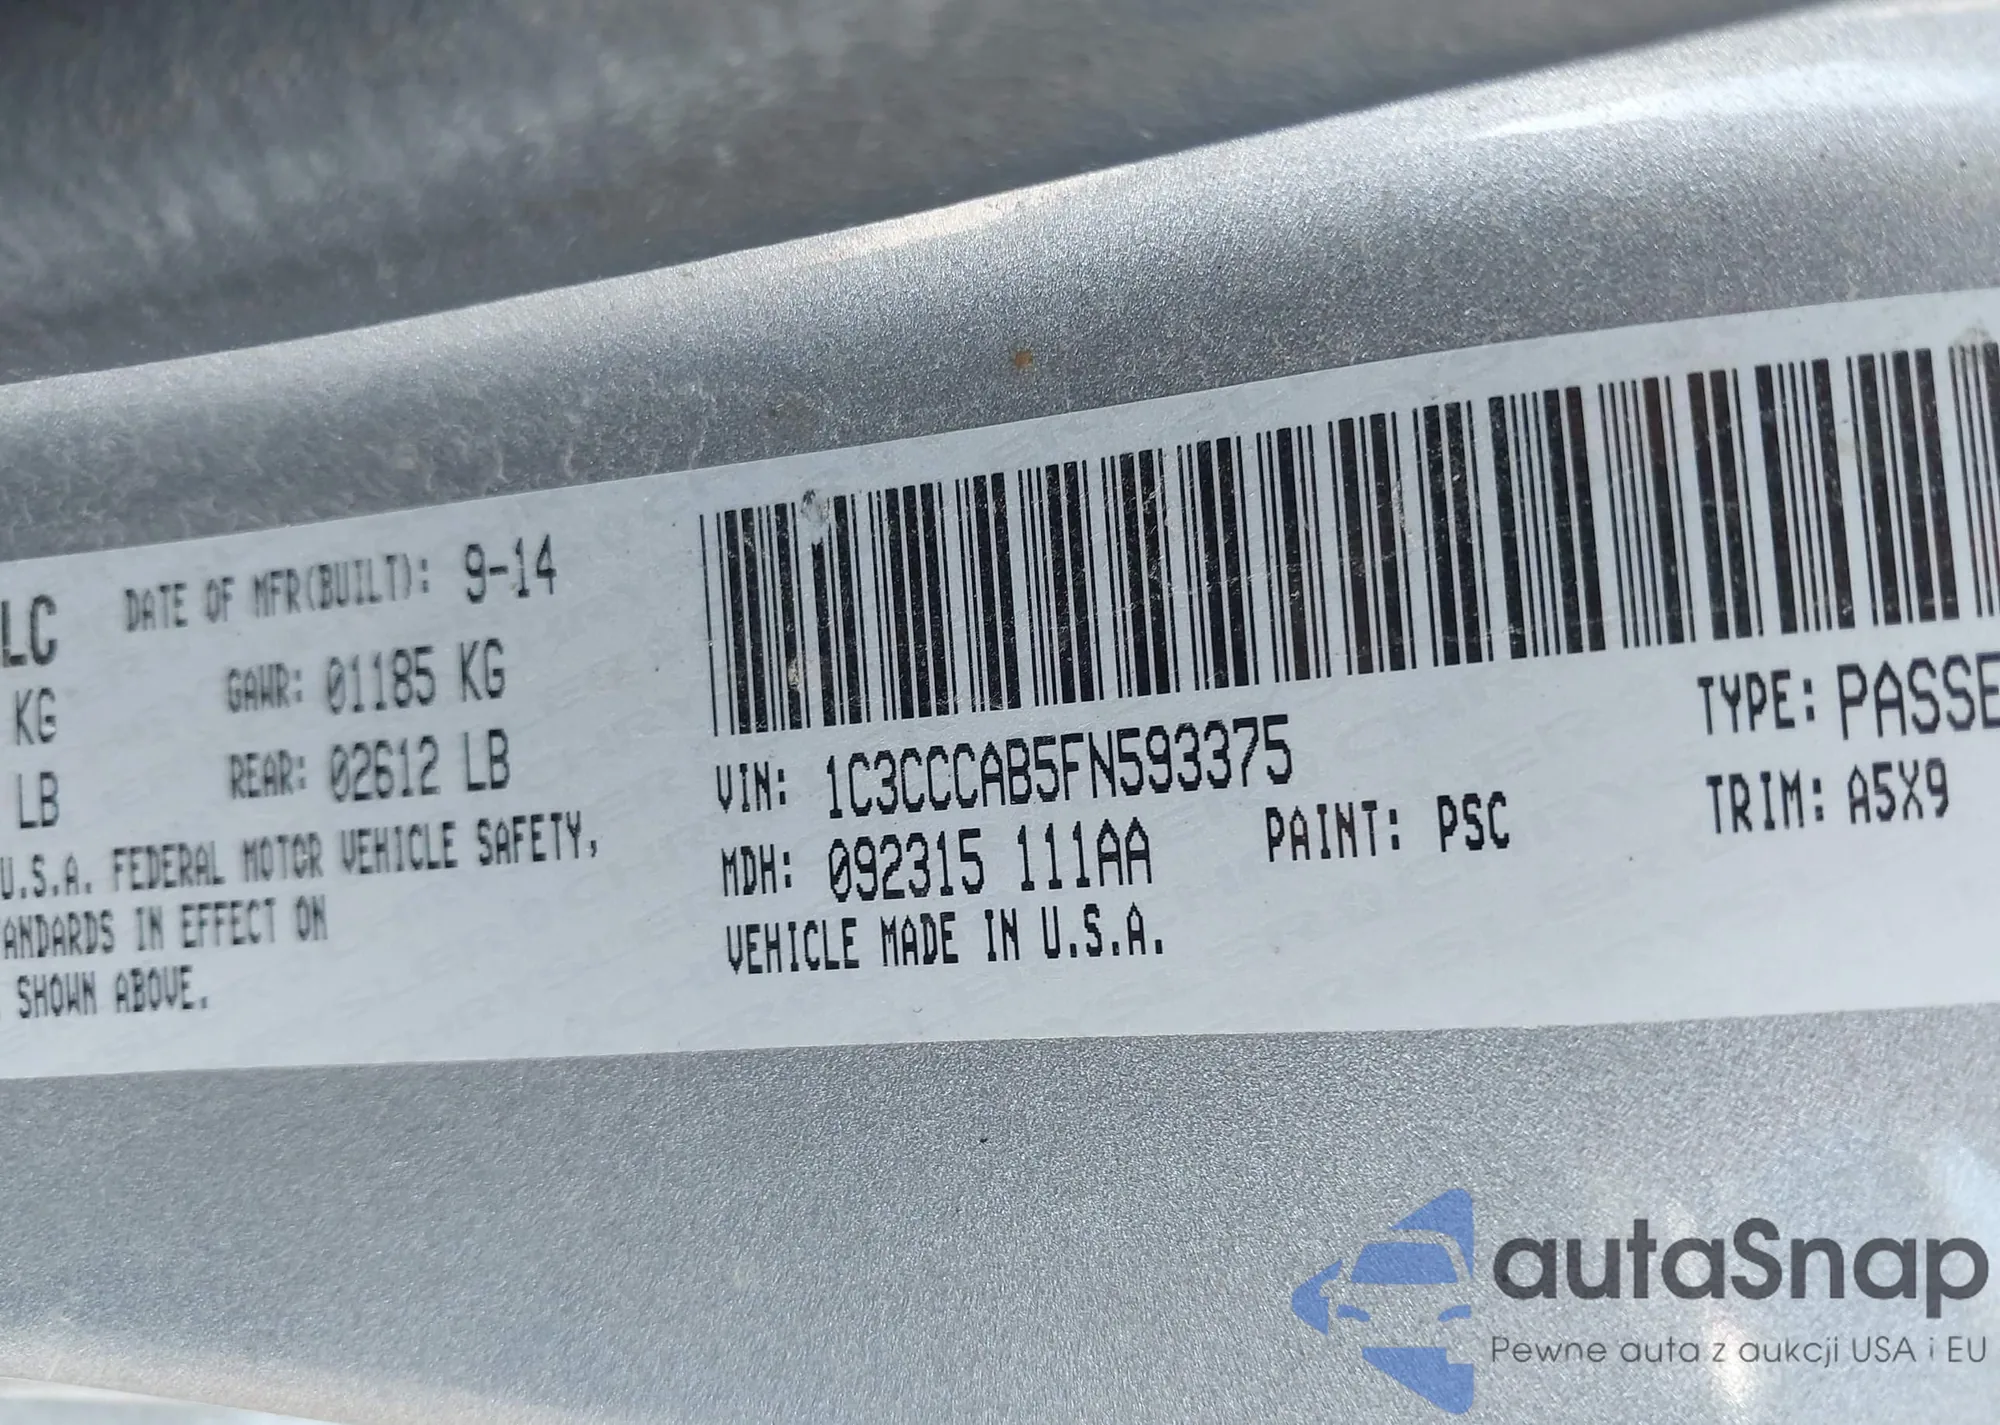 LC DATE OF MFR(BUILT): 9-14
KG GAWR: 01185 KG
LB REAR: 02612 LB
U.S.A. FEDERAL MOTOR VEHICLE SAFETY,
ANDARDS IN EFFECT ON
SHOWN ABOVE.
VIN: 1C3CCCAB5FN593375 TYPE: PASSE
MDH: 092315 111AA PAINT: PSC TRIM: A5X9
VEHICLE MADE IN U.S.A.
autaSnap
Pewne auta z aukcji USA i EU